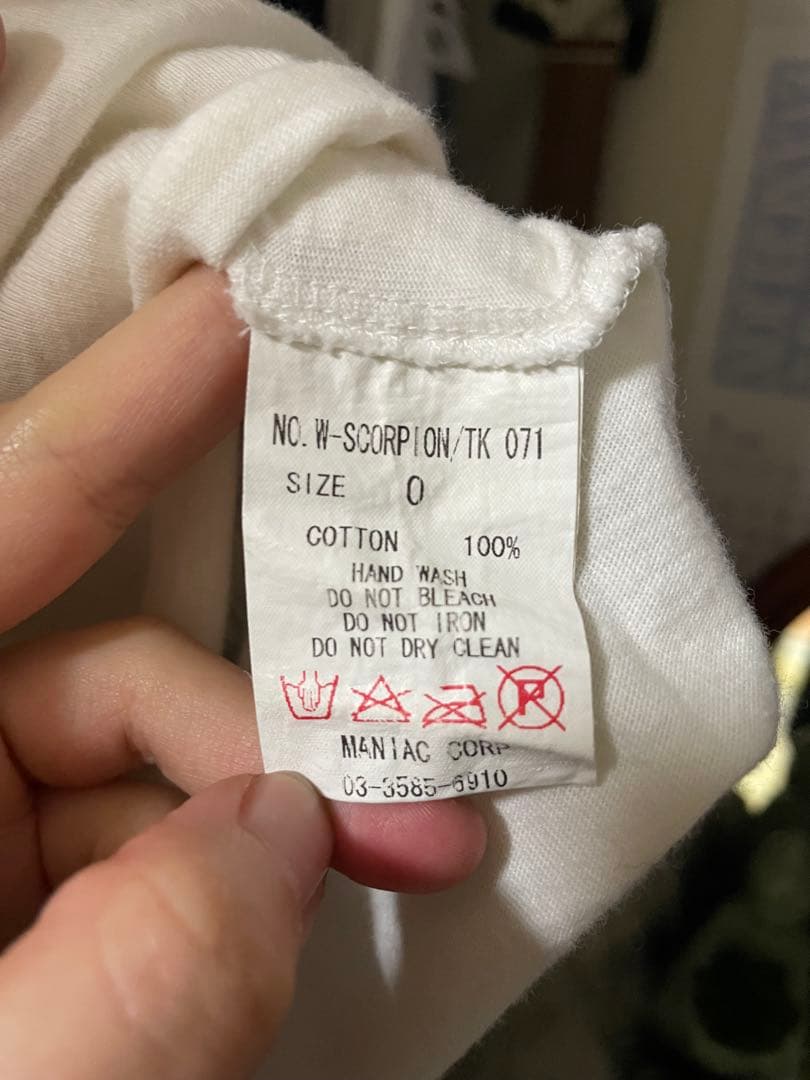 NO. W-SCORPION/TK 071
SIZE 0
COTTON 100%
HAND WASH
DO NOT BLEACH
DO NOT IRON
DO NOT DRY CLEAN
P
MANIAC CORP
03-3585-6910